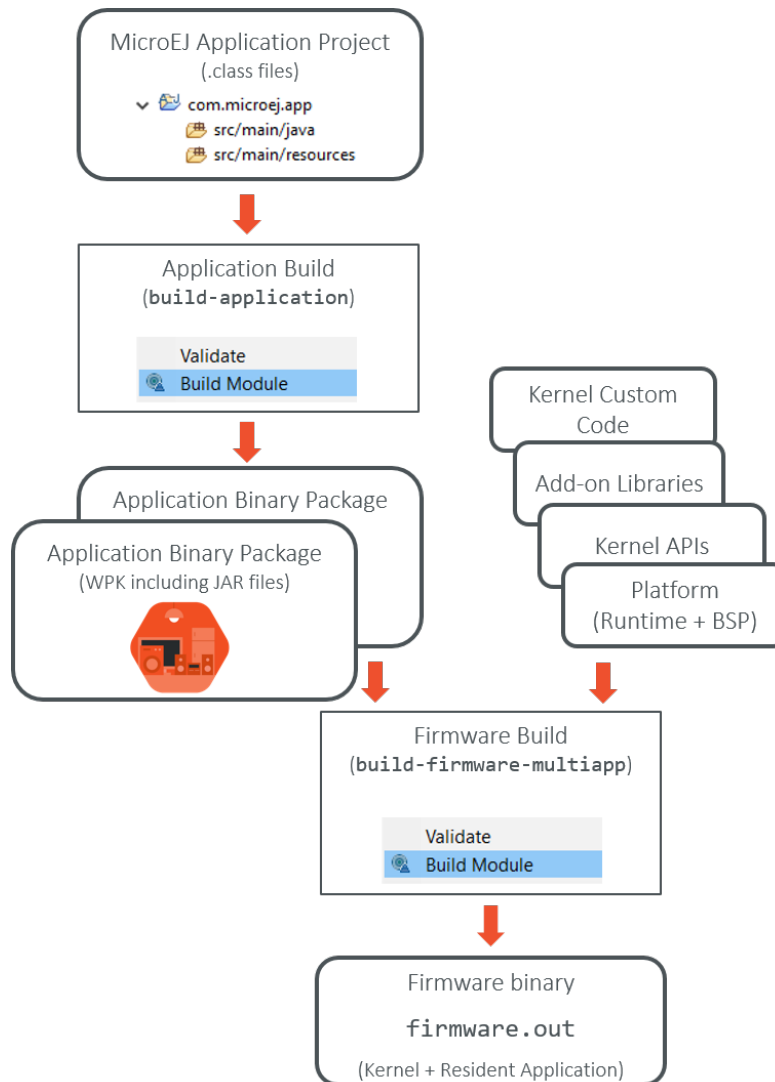 MicroEJ Application Project
(.class files)
com.microej.app
src/main/java
src/main/resources
Application Build
(build-application)
Validate
Build Module
Kernel Custom
Code
Add-on Libraries
Kernel APIs
Platform
(Runtime + BSP)
Application Binary Package
Application Binary Package
(WPK including JAR files)
Firmware Build
(build-firmware-multiapp)
Validate
Build Module
Firmware binary
firmware.out
(Kernel + Resident Application)